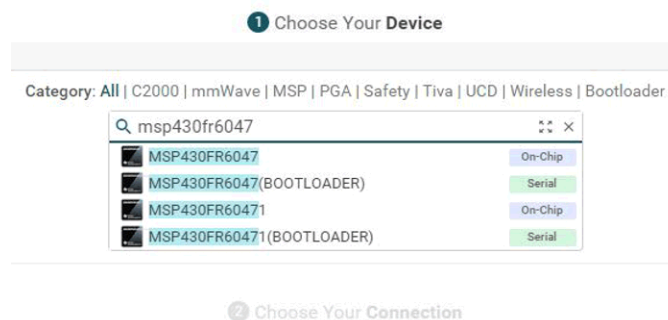 1 Choose Your Device
Category: All | C2000 | mmWave | MSP | PGA | Safety | Tiva | UCD | Wireless | Bootloader
msp430fr6047
MSP430FR6047 On-Chip
MSP430FR6047(BOOTLOADER) Serial
MSP430FR60471 On-Chip
MSP430FR60471(BOOTLOADER) Serial
2 Choose Your Connection